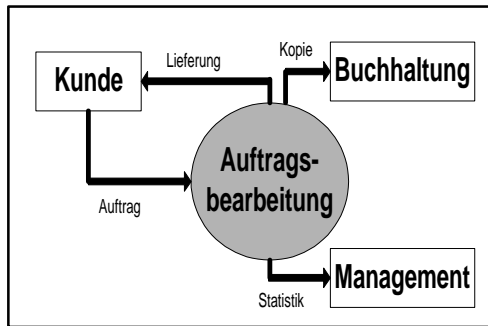 Lieferung
Kopie
Kunde
Buchhaltung
Auftrags-
bearbeitung
Auftrag
Management
Statistik